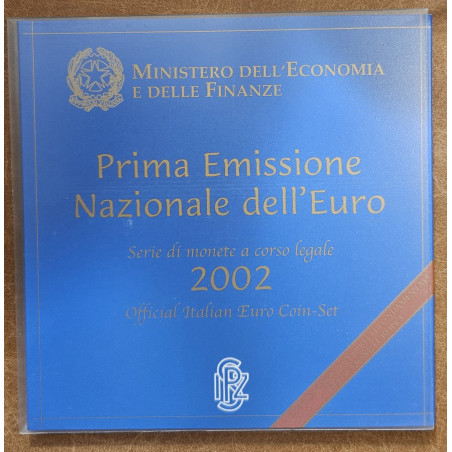 MINISTERO DELL'ECONOMIA
E DELLE FINANZE
Prima Emissione
Nazionale dell'Euro
Serie di monete a corso legale
2002
Official Italian Euro Coin-Set
IPZS